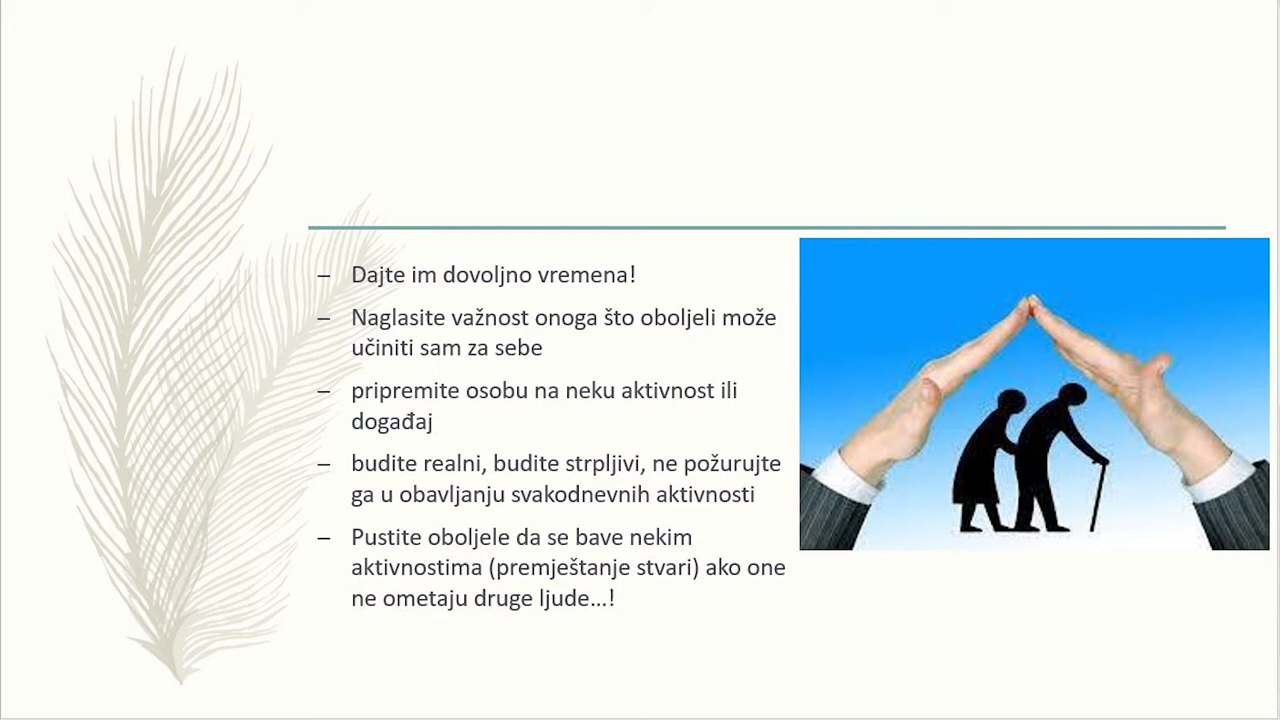 – Dajte im dovoljno vremena!
– Naglasite važnost onoga što oboljeli može
učiniti sam za sebe
– pripremite osobu na neku aktivnost ili
događaj
– budite realni, budite strpljivi, ne požurujte
ga u obavljanju svakodnevnih aktivnosti
– Pustite oboljele da se bave nekim
aktivnostima (premještanje stvari) ako one
ne ometaju druge ljude...!